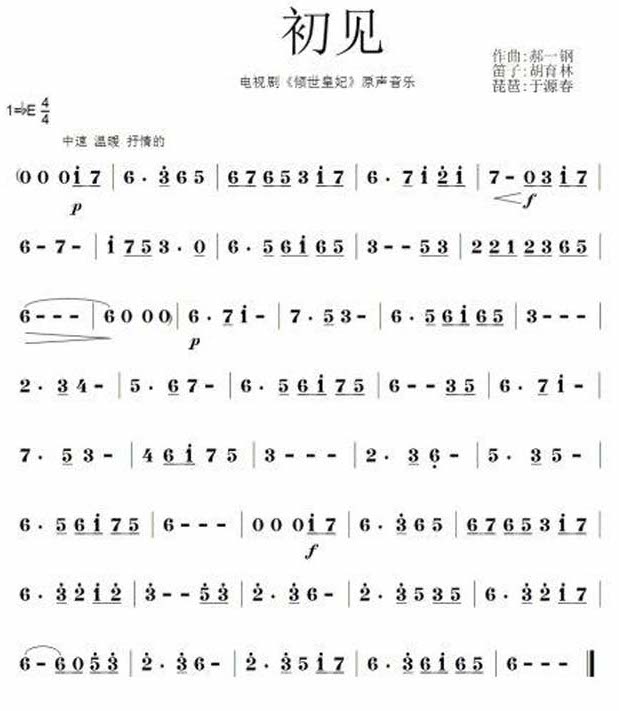 初见
电视剧《倾世皇妃》原声音乐
作曲:郝一钢
笛子:胡育林
琵琶:于源春
1=♭E 4/4
中速 温暖 抒情的
(0 0 0i̇ 7 | 6 · 3̇ 6 5 | 6 7 6 5 3 i̇ 7 | 6 · 7 i̇ 2̇ i̇ | 7 - 0 3 i̇ 7 |
p f
6 - 7 - | i̇ 7 5 3 · 0 | 6 · 5 6 i̇ 6 5 | 3 - - 5 3 | 2 2 1 2 3 6 5 |
6 - - - | 6 0 0 0) | 6 · 7 i̇ - | 7 · 5 3 - | 6 · 5 6 i̇ 6 5 | 3 - - - |
p
2 · 3 4 - | 5 · 6 7 - | 6 · 5 6 i̇ 7 5 | 6 - - 3 5 | 6 · 7 i̇ - |
7 · 5 3 - | 4 6 i̇ 7 5 | 3 - - - | 2 · 3 6̣ - | 5 · 3 5 - |
6 · 5 6 i̇ 7 5 | 6 - - - | 0 0 0 i̇ 7 | 6 · 3̇ 6 5 | 6 7 6 5 3 i̇ 7 |
f
6 · 3̇ 2̇ i̇ 2̇ | 3̇ - - 5̇ 3̇ | 2̇ · 3̇ 6 - | 2̇ · 3̇ 5 3 5 | 6 · 3̇ 2̇ i̇ 7 |
6 - 6 0 5̇ 3̇ | 2̇ · 3̇ 6 - | 2̇ · 3̇ 5 i̇ 7 | 6 · 3̇ 6 i̇ 6 5 | 6 - - - ‖